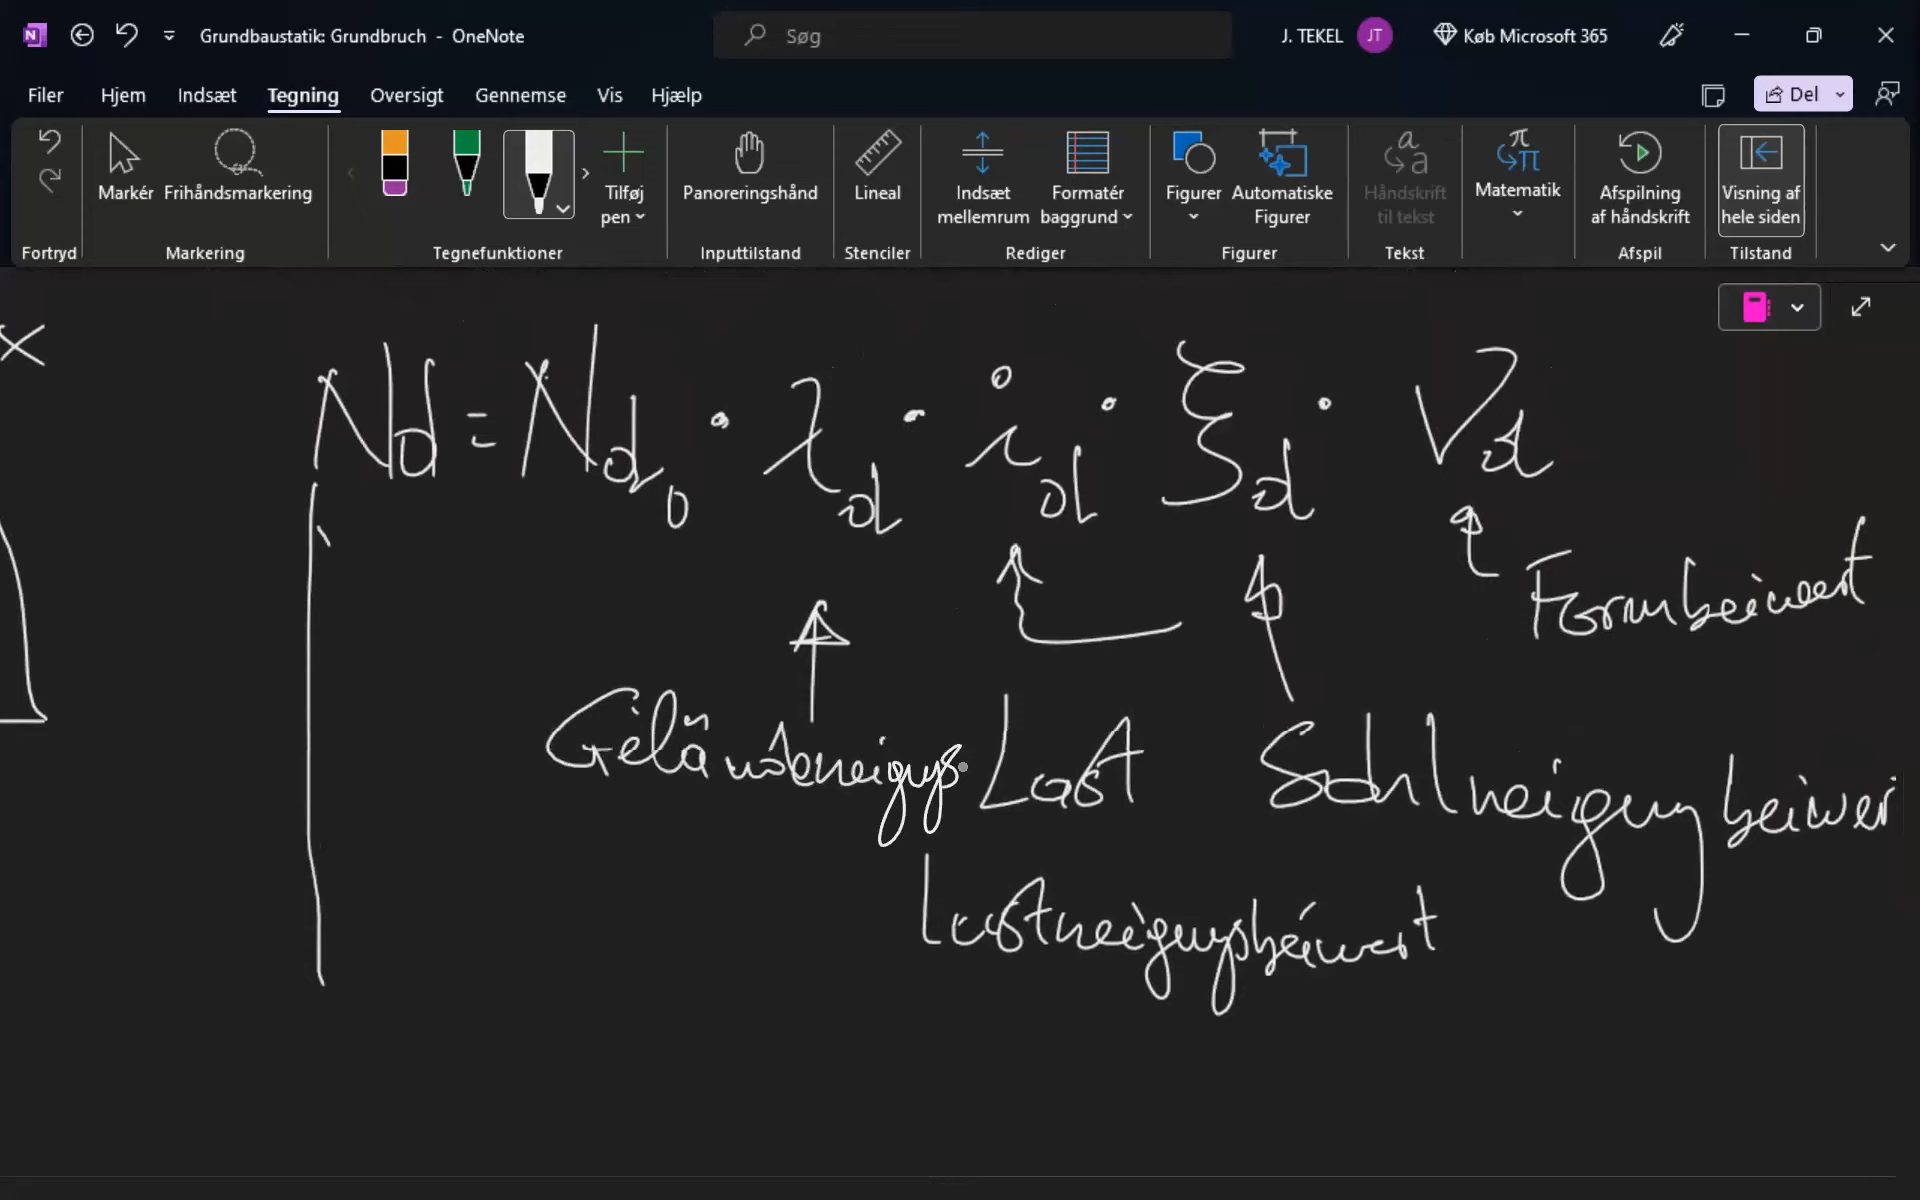 Grundbaustatik: Grundbruch - OneNote
Søg
J. TEKEL JT Køb Microsoft 365
Filer Hjem Indsæt Tegning Oversigt Gennemse Vis Hjælp
Del
Markér Frihåndsmarkering Tilføj pen Panoreringshånd Lineal Indsæt mellemrum Formatér baggrund Figurer Automatiske Figurer Håndskrift til tekst Matematik Afspilning af håndskrift Visning af hele siden
Fortryd Markering Tegnefunktioner Inputtilstand Stenciler Rediger Figurer Tekst Afspil Tilstand
x
Nd = Nd0 · λd · id · ξd · νd
Formbeiwert
Geländeneigungs Last Sohlneigungbeiwer
Lastneigungsbeiwert